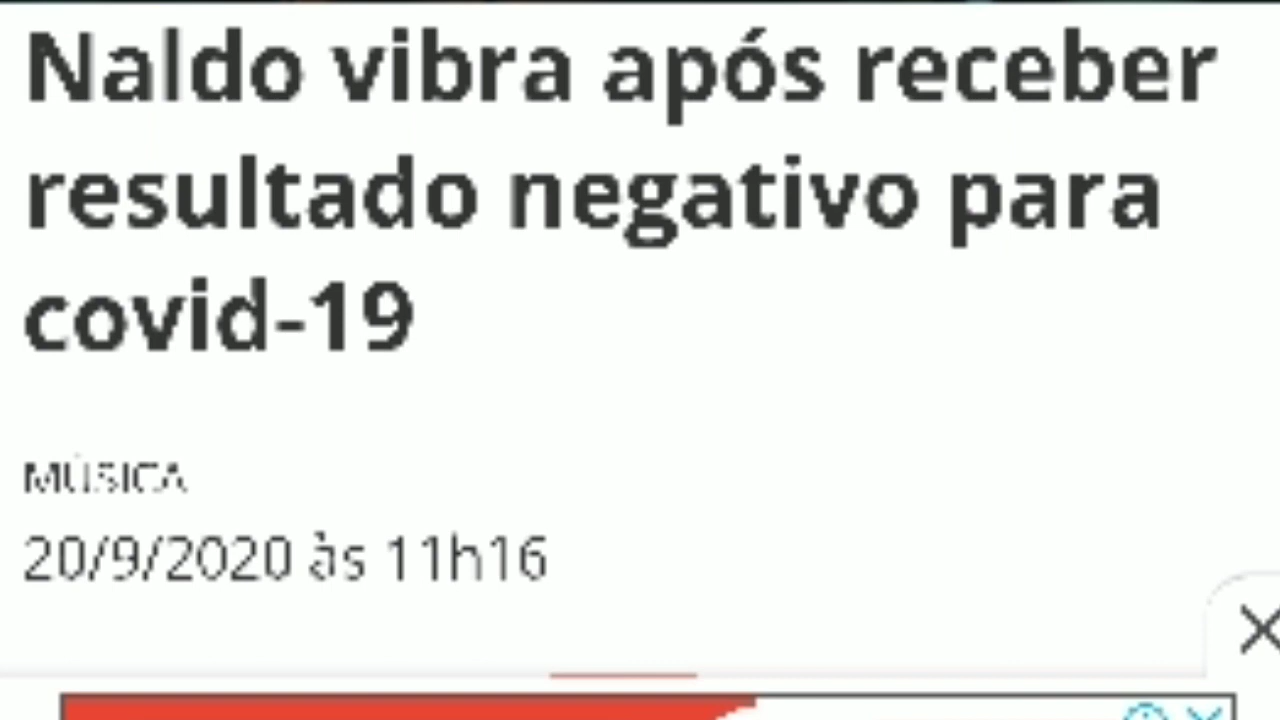 Naldo vibra após receber
resultado negativo para
covid-19
MÚSICA
20/9/2020 às 11h16